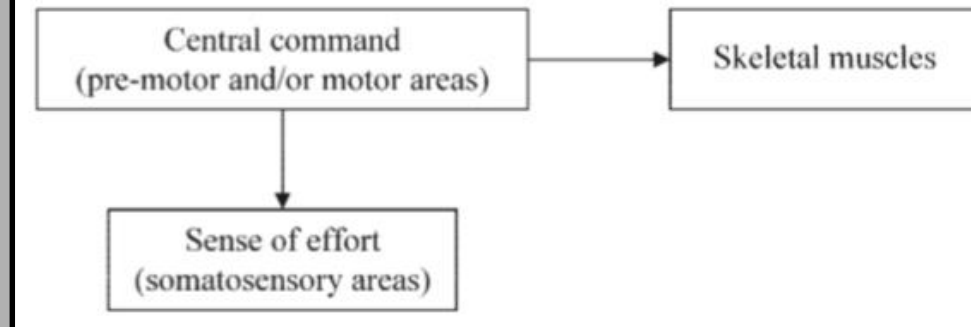 Central command
(pre-motor and/or motor areas)
Skeletal muscles
Sense of effort
(somatosensory areas)